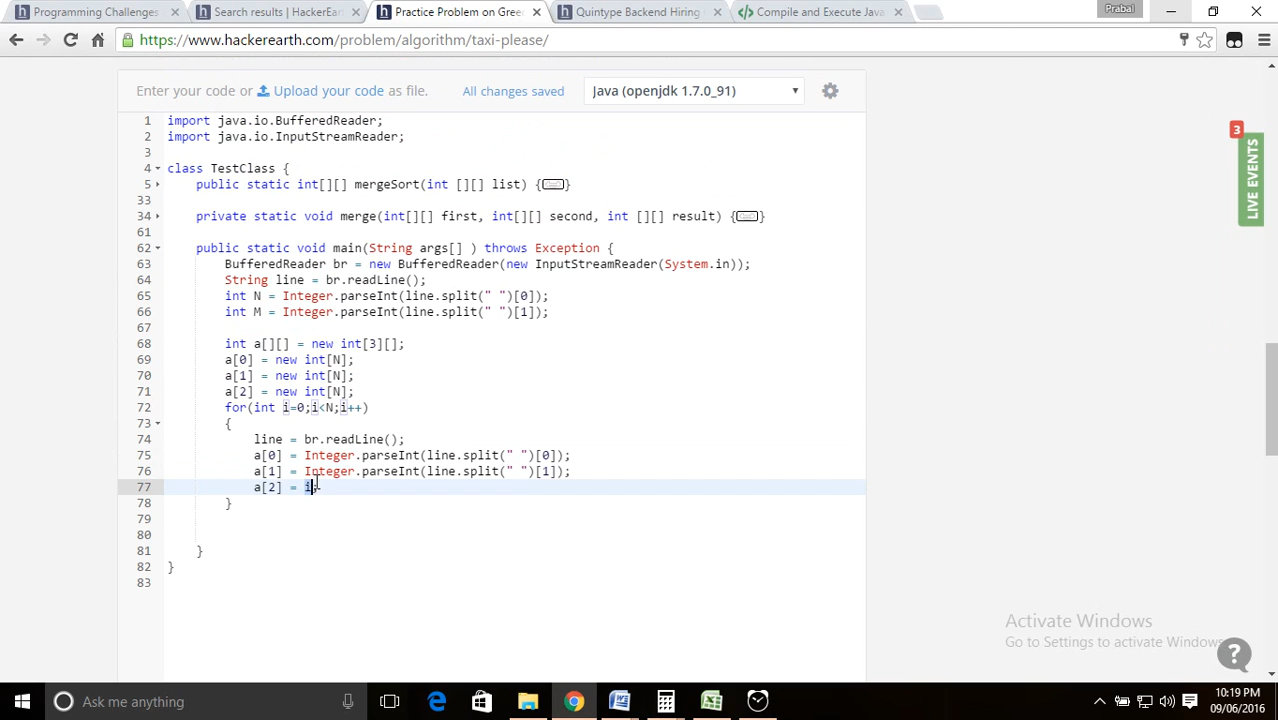 Programming Challenges
Search results | HackerEar
Practice Problem on Gree
Quintype Backend Hiring
Compile and Execute Java
Prabal
https://www.hackerearth.com/problem/algorithm/taxi-please/
Enter your code or Upload your code as file.
All changes saved
Java (openjdk 1.7.0_91)
3
LIVE EVENTS
1 import java.io.BufferedReader;
2 import java.io.InputStreamReader;
3
4 class TestClass {
5 public static int[][] mergeSort(int [][] list) {}
33
34 private static void merge(int[][] first, int[][] second, int [][] result) {}
61
62 public static void main(String args[] ) throws Exception {
63 BufferedReader br = new BufferedReader(new InputStreamReader(System.in));
64 String line = br.readLine();
65 int N = Integer.parseInt(line.split(" ")[0]);
66 int M = Integer.parseInt(line.split(" ")[1]);
67
68 int a[][] = new int[3][];
69 a[0] = new int[N];
70 a[1] = new int[N];
71 a[2] = new int[N];
72 for(int i=0;i<N;i++)
73 {
74 line = br.readLine();
75 a[0] = Integer.parseInt(line.split(" ")[0]);
76 a[1] = Integer.parseInt(line.split(" ")[1]);
77 a[2] = i;
78 }
79
80
81 }
82 }
83
Activate Windows
Go to Settings to activate Windows.
?
Ask me anything
10:19 PM
09/06/2016